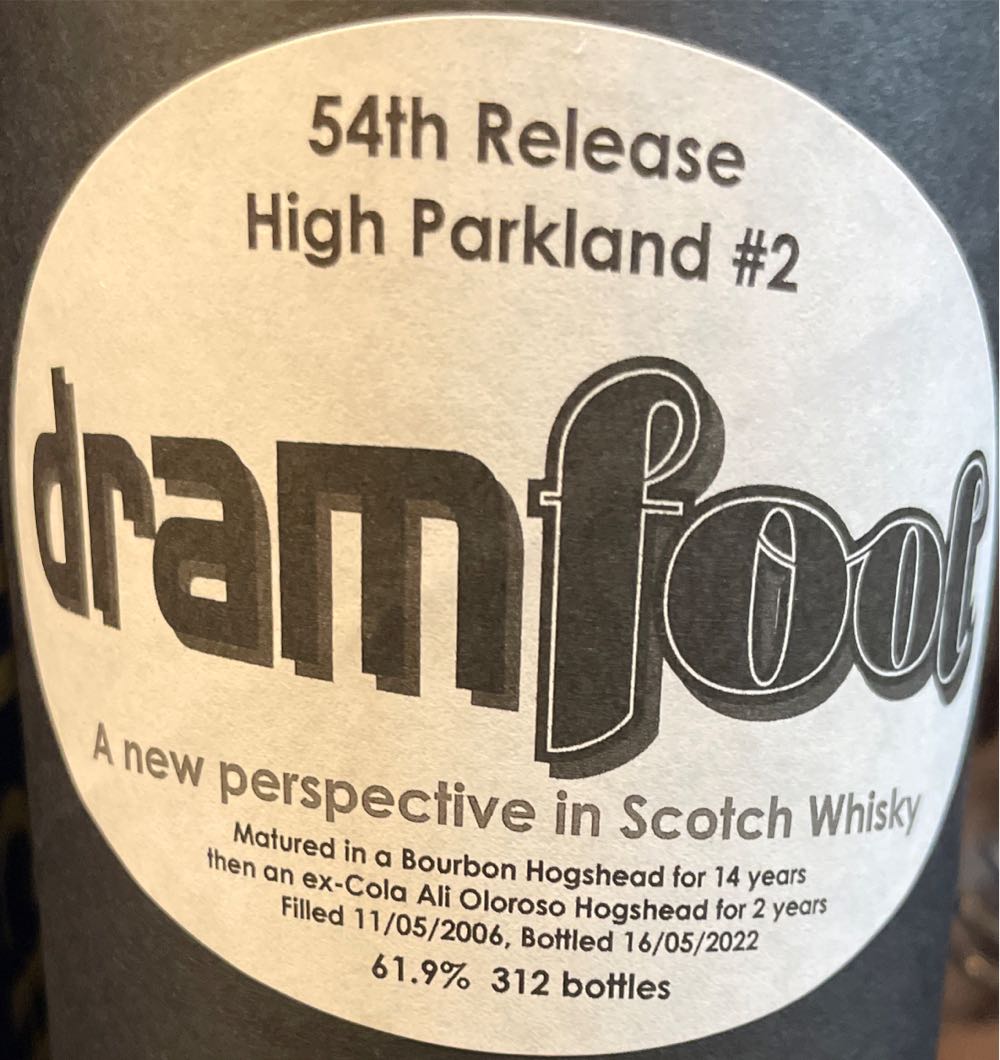 54th Release
High Parkland #2
dramfool
A new perspective in Scotch Whisky
Matured in a Bourbon Hogshead for 14 years
then an ex-Cola Ali Oloroso Hogshead for 2 years
Filled 11/05/2006, Bottled 16/05/2022
61.9% 312 bottles